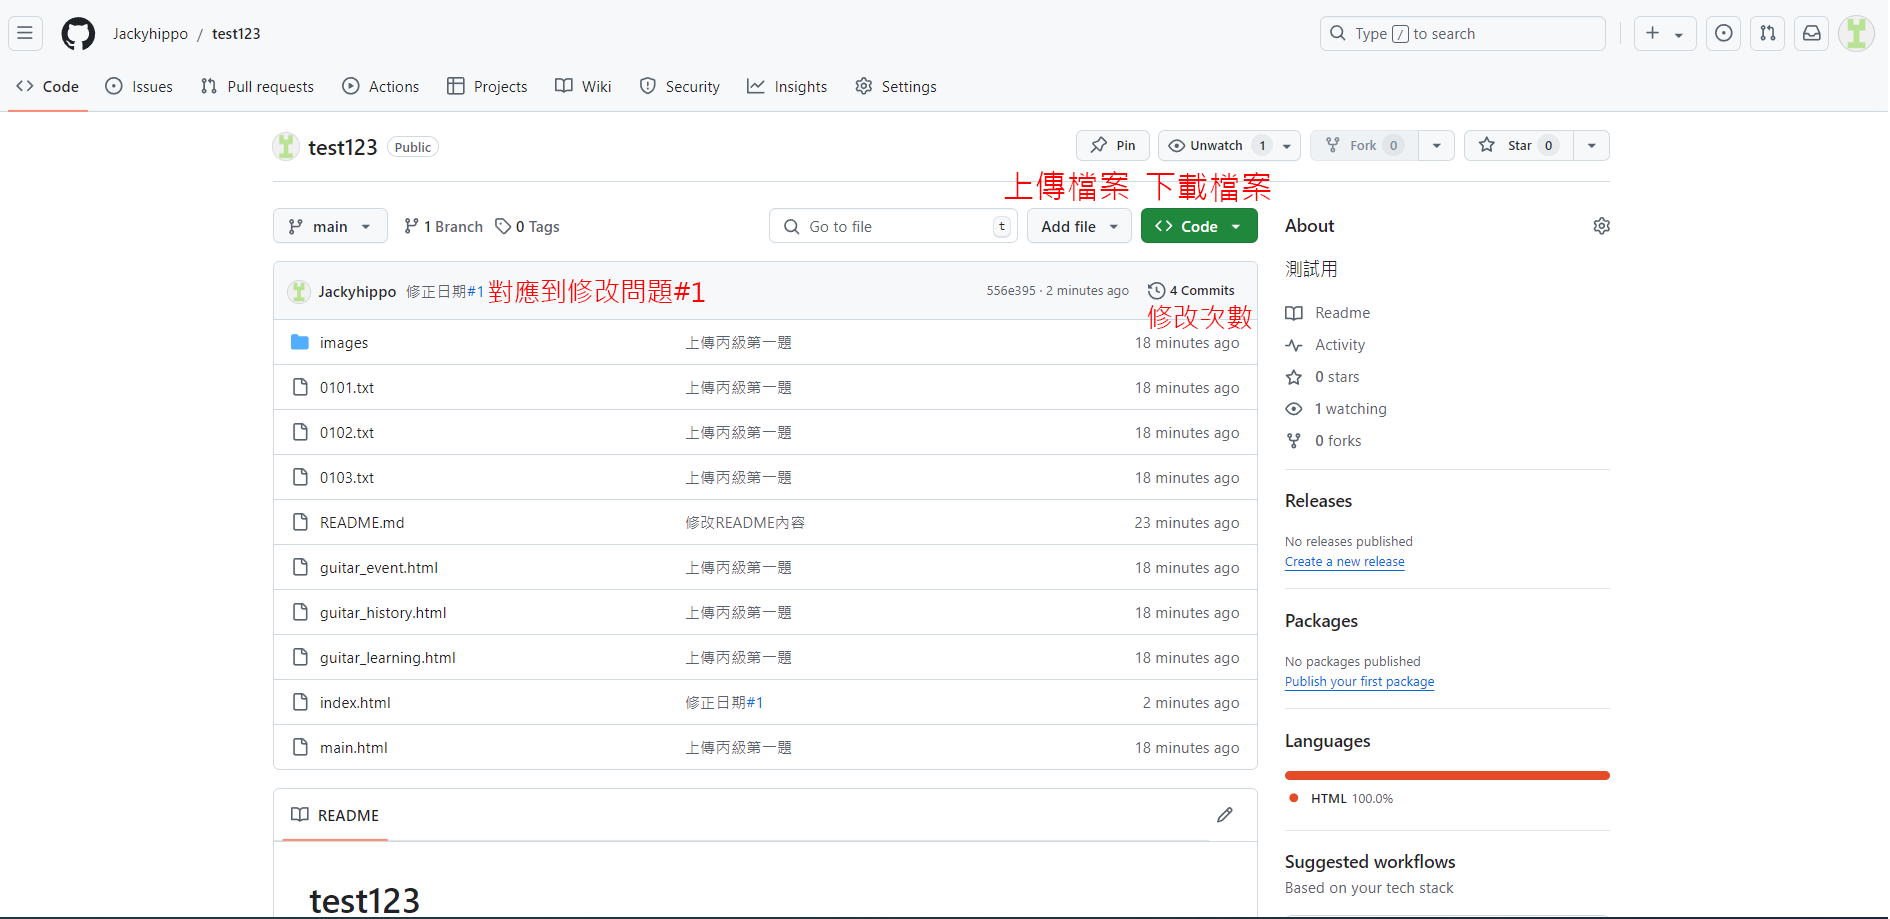 Jackyhippo / test123
Type / to search
Code Issues Pull requests Actions Projects Wiki Security Insights Settings
test123 Public
Pin Unwatch 1 Fork 0 Star 0
上傳檔案 下載檔案
main 1 Branch 0 Tags Go to file t Add file Code
Jackyhippo 修正日期#1 對應到修改問題#1 556e395 · 2 minutes ago 4 Commits
修改次數
images 上傳丙級第一題 18 minutes ago
0101.txt 上傳丙級第一題 18 minutes ago
0102.txt 上傳丙級第一題 18 minutes ago
0103.txt 上傳丙級第一題 18 minutes ago
README.md 修改README內容 23 minutes ago
guitar_event.html 上傳丙級第一題 18 minutes ago
guitar_history.html 上傳丙級第一題 18 minutes ago
guitar_learning.html 上傳丙級第一題 18 minutes ago
index.html 修正日期#1 2 minutes ago
main.html 上傳丙級第一題 18 minutes ago
README
test123
About
測試用
Readme
Activity
0 stars
1 watching
0 forks
Releases
No releases published
Create a new release
Packages
No packages published
Publish your first package
Languages
HTML 100.0%
Suggested workflows
Based on your tech stack